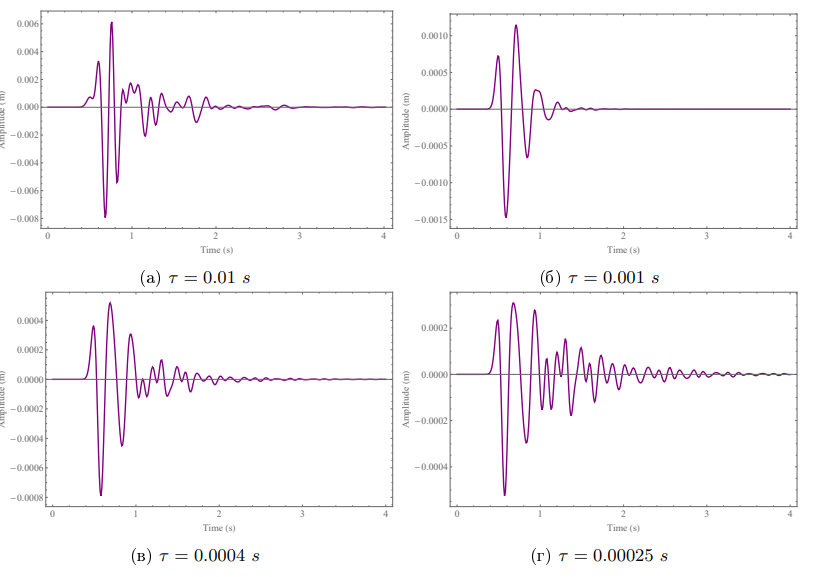 0.006
0.004
0.002
0.000
−0.002
−0.004
−0.006
−0.008
Amplitude (m)
0 1 2 3 4
Time (s)
(а) τ = 0.01 s
0.0010
0.0005
0.0000
−0.0005
−0.0010
−0.0015
Amplitude (m)
0 1 2 3 4
Time (s)
(б) τ = 0.001 s
0.0004
0.0002
0.0000
−0.0002
−0.0004
−0.0006
−0.0008
Amplitude (m)
0 1 2 3 4
Time (s)
(в) τ = 0.0004 s
0.0002
0.0000
−0.0002
−0.0004
Amplitude (m)
0 1 2 3 4
Time (s)
(г) τ = 0.00025 s